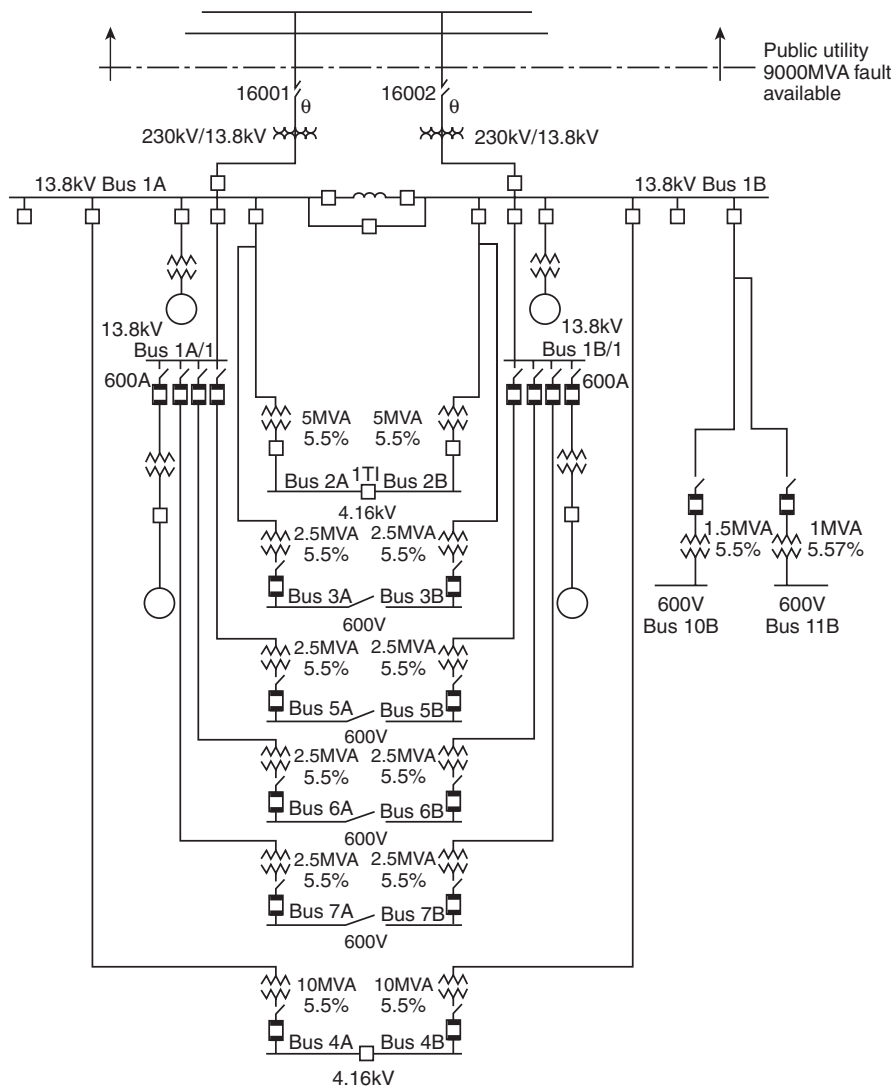 Public utility
9000MVA fault
available
16001
16002
θ
θ
230kV/13.8kV
230kV/13.8kV
13.8kV Bus 1A
13.8kV Bus 1B
13.8kV
Bus 1A/1
13.8kV
Bus 1B/1
600A
600A
5MVA
5.5%
5MVA
5.5%
Bus 2A
1TI
Bus 2B
4.16kV
2.5MVA
5.5%
2.5MVA
5.5%
Bus 3A
Bus 3B
600V
1.5MVA
5.5%
1MVA
5.57%
600V
Bus 10B
600V
Bus 11B
2.5MVA
5.5%
2.5MVA
5.5%
Bus 5A
Bus 5B
600V
2.5MVA
5.5%
2.5MVA
5.5%
Bus 6A
Bus 6B
600V
2.5MVA
5.5%
2.5MVA
5.5%
Bus 7A
Bus 7B
600V
10MVA
5.5%
10MVA
5.5%
Bus 4A
Bus 4B
4.16kV